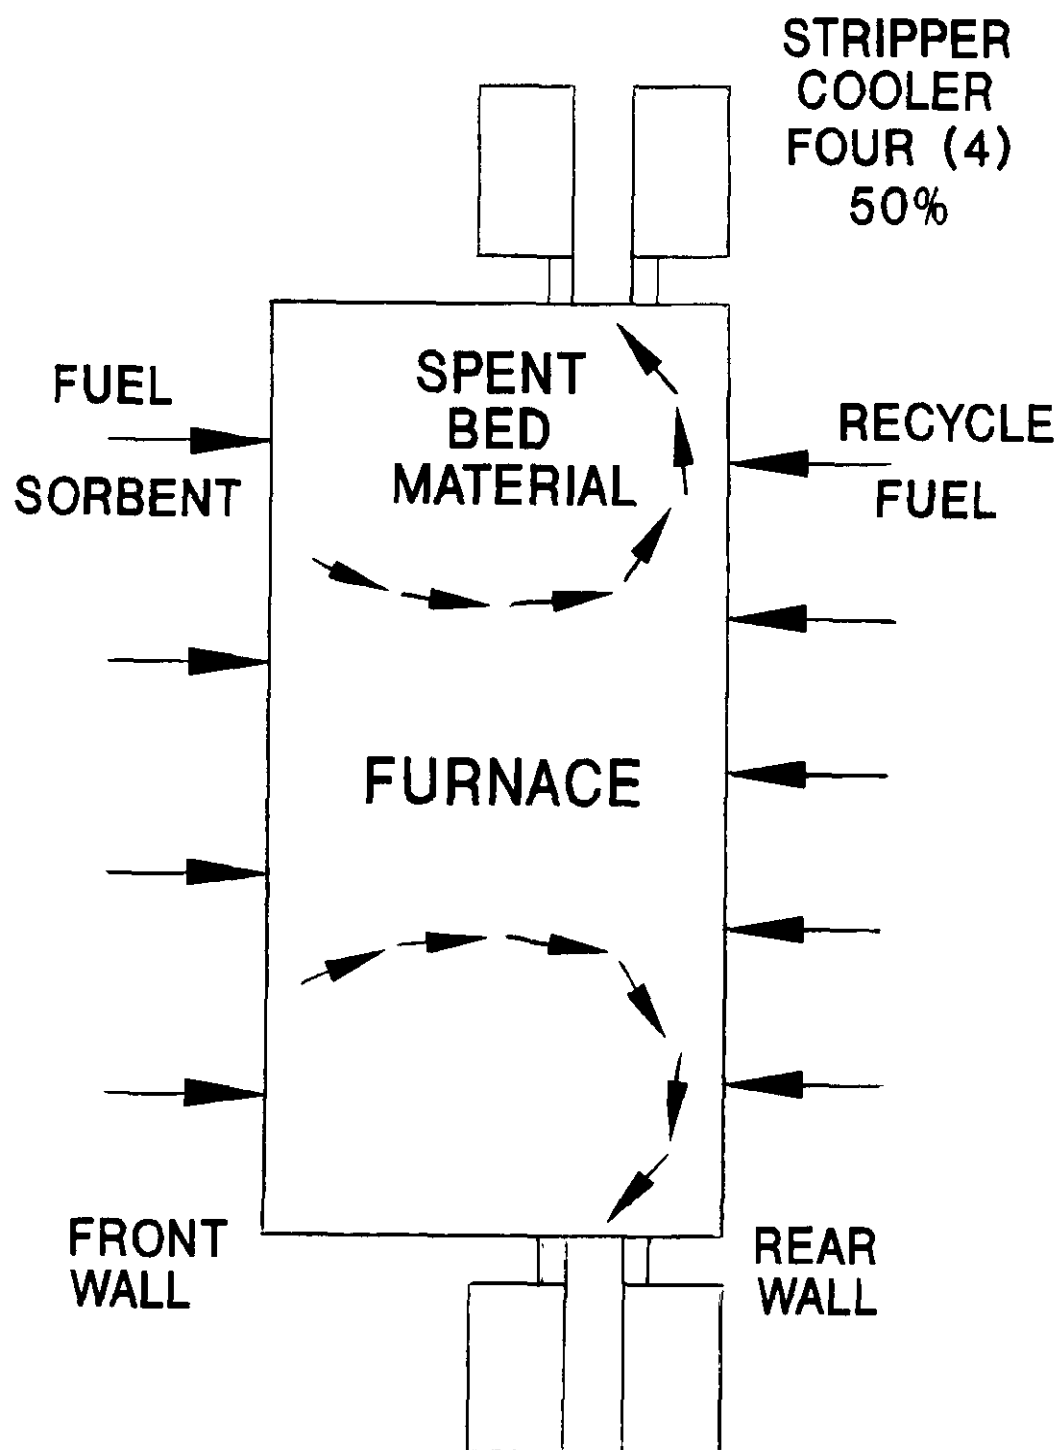 STRIPPER
COOLER
FOUR (4)
50%
SPENT
BED
MATERIAL
FUEL
SORBENT
RECYCLE
FUEL
FURNACE
FRONT
WALL
REAR
WALL